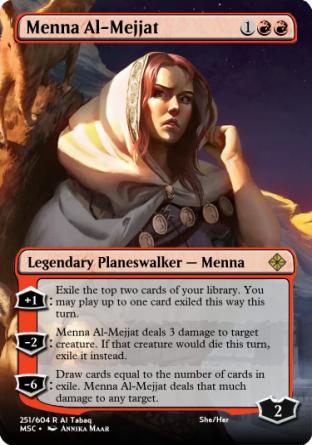 Menna Al-Mejjat 1
Legendary Planeswalker — Menna
+1 Exile the top two cards of your library. You
may play up to one card exiled this way this
turn.
-2 Menna Al-Mejjat deals 3 damage to target
creature. If that creature would die this turn,
exile it instead.
-6 Draw cards equal to the number of cards in
exile. Menna Al-Mejjat deals that much
damage to any target.
2
251/604 R Al Tabaq She/Her
MSC • Annika Maar